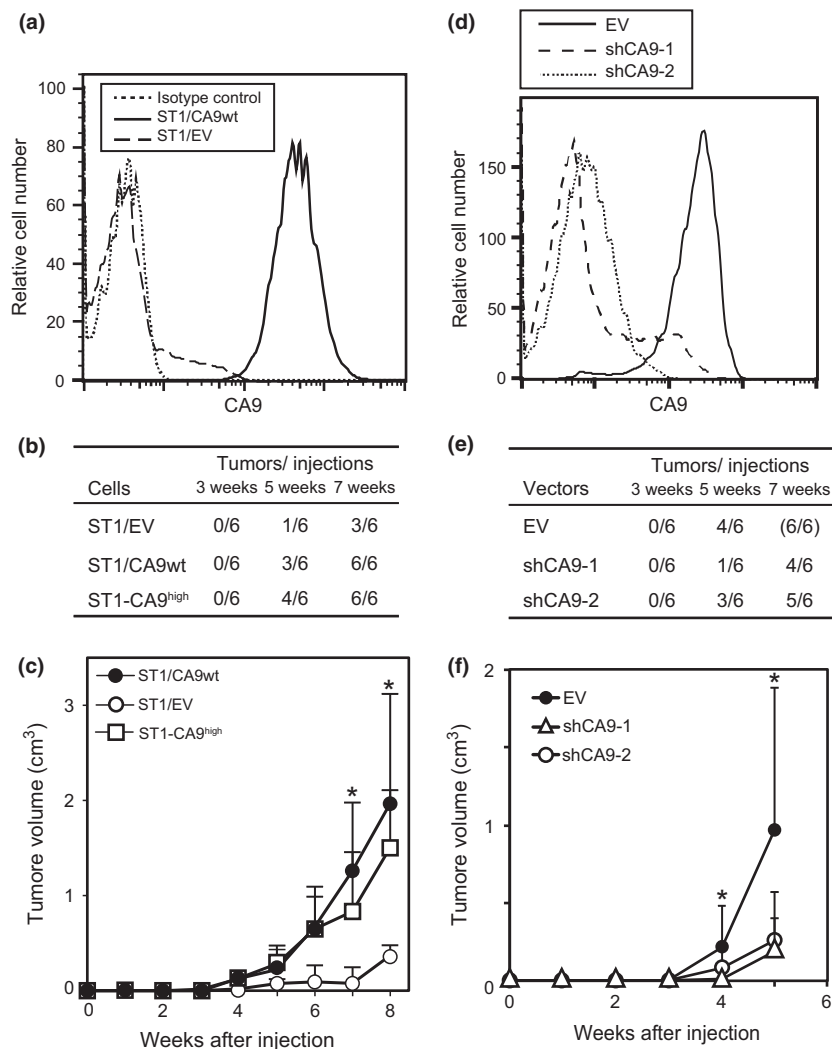 (a)
Isotype control
ST1/CA9wt
ST1/EV
100
80
60
40
20
0
Relative cell number
CA9
(b)
Tumors/ injections
Cells 3 weeks 5 weeks 7 weeks
ST1/EV 0/6 1/6 3/6
ST1/CA9wt 0/6 3/6 6/6
ST1-CA9high 0/6 4/6 6/6
(c)
ST1/CA9wt
ST1/EV
ST1-CA9high
3
2
1
0
Tumore volume (cm3)
* *
0 2 4 6 8
Weeks after injection
(d)
EV
shCA9-1
shCA9-2
150
100
50
0
Relative cell number
CA9
(e)
Tumors/ injections
Vectors 3 weeks 5 weeks 7 weeks
EV 0/6 4/6 (6/6)
shCA9-1 0/6 1/6 4/6
shCA9-2 0/6 3/6 5/6
(f)
EV
shCA9-1
shCA9-2
2
1
0
Tumore volume (cm3)
* *
0 2 4 6
Weeks after injection